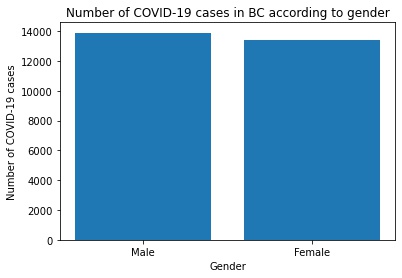 Number of COVID-19 cases in BC according to gender
14000
12000
10000
8000
6000
4000
2000
0
Number of COVID-19 cases
Male Female
Gender